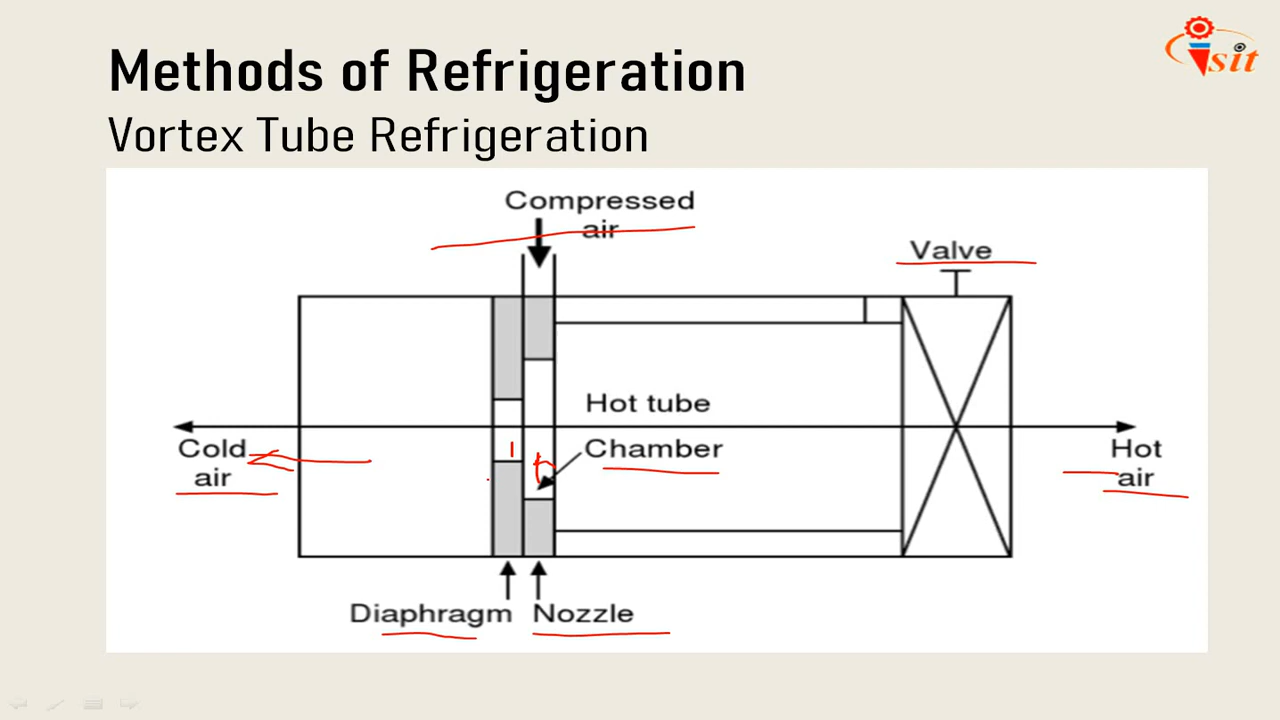 Methods of Refrigeration
Vortex Tube Refrigeration
sit
Compressed
air
Valve
Hot tube
Cold
air
Chamber
Hot
air
Diaphragm
Nozzle